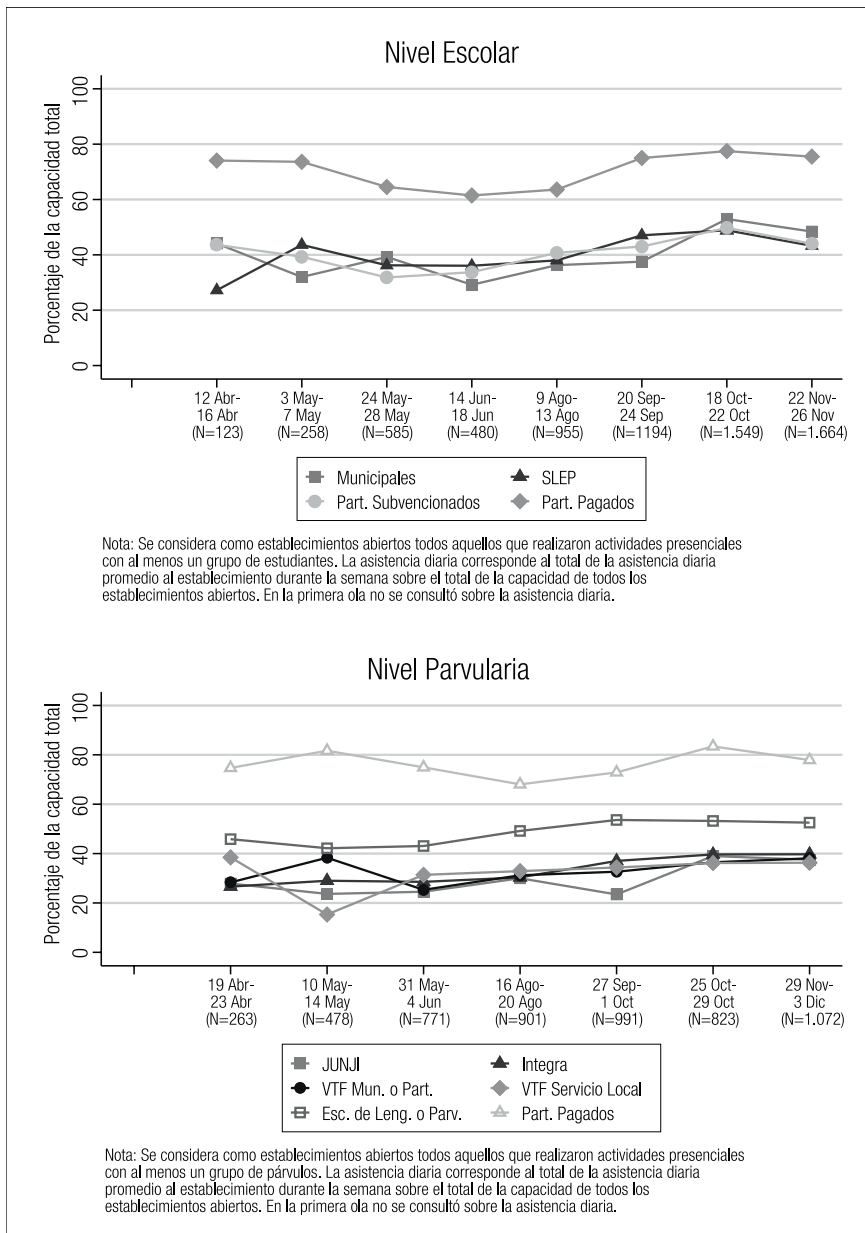 Nivel Escolar
Porcentaje de la capacidad total
100
80
60
40
20
0
12 Abr- 3 May- 24 May- 14 Jun- 9 Ago- 20 Sep- 18 Oct- 22 Nov-
16 Abr 7 May 28 May 18 Jun 13 Ago 24 Sep 22 Oct 26 Nov
(N=123) (N=258) (N=585) (N=480) (N=955) (N=1194) (N=1.549) (N=1.664)
Municipales SLEP
Part. Subvencionados Part. Pagados
Nota: Se considera como establecimientos abiertos todos aquellos que realizaron actividades presenciales
con al menos un grupo de estudiantes. La asistencia diaria corresponde al total de la asistencia diaria
promedio al establecimiento durante la semana sobre el total de la capacidad de todos los
establecimientos abiertos. En la primera ola no se consultó sobre la asistencia diaria.
Nivel Parvularia
Porcentaje de la capacidad total
100
80
60
40
20
0
19 Abr- 10 May- 31 May- 16 Ago- 27 Sep- 25 Oct- 29 Nov-
23 Abr 14 May 4 Jun 20 Ago 1 Oct 29 Oct 3 Dic
(N=263) (N=478) (N=771) (N=901) (N=991) (N=823) (N=1.072)
JUNJI Integra
VTF Mun. o Part. VTF Servicio Local
Esc. de Leng. o Parv. Part. Pagados
Nota: Se considera como establecimientos abiertos todos aquellos que realizaron actividades presenciales
con al menos un grupo de párvulos. La asistencia diaria corresponde al total de la asistencia diaria
promedio al establecimiento durante la semana sobre el total de la capacidad de todos los
establecimientos abiertos. En la primera ola no se consultó sobre la asistencia diaria.